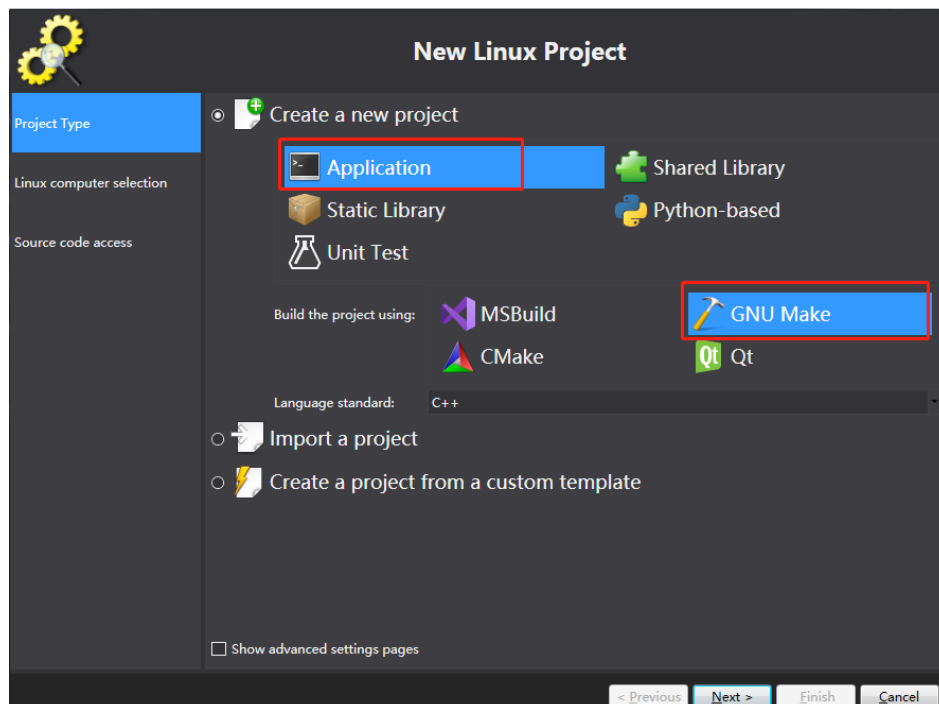 New Linux Project
Project Type
Linux computer selection
Source code access
Create a new project
Application
Shared Library
Static Library
Python-based
Unit Test
Build the project using:
MSBuild
GNU Make
CMake
Qt
Language standard: C++
Import a project
Create a project from a custom template
Show advanced settings pages
< Previous
Next >
Finish
Cancel